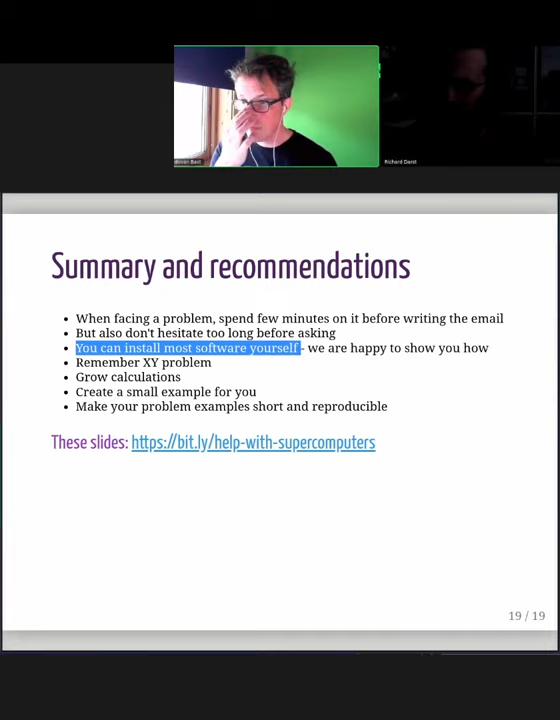 Richard Darst
Summary and recommendations
When facing a problem, spend few minutes on it before writing the email
But also don't hesitate too long before asking
You can install most software yourself - we are happy to show you how
Remember XY problem
Grow calculations
Create a small example for you
Make your problem examples short and reproducible
These slides: https://bit.ly/help-with-supercomputers
19 / 19